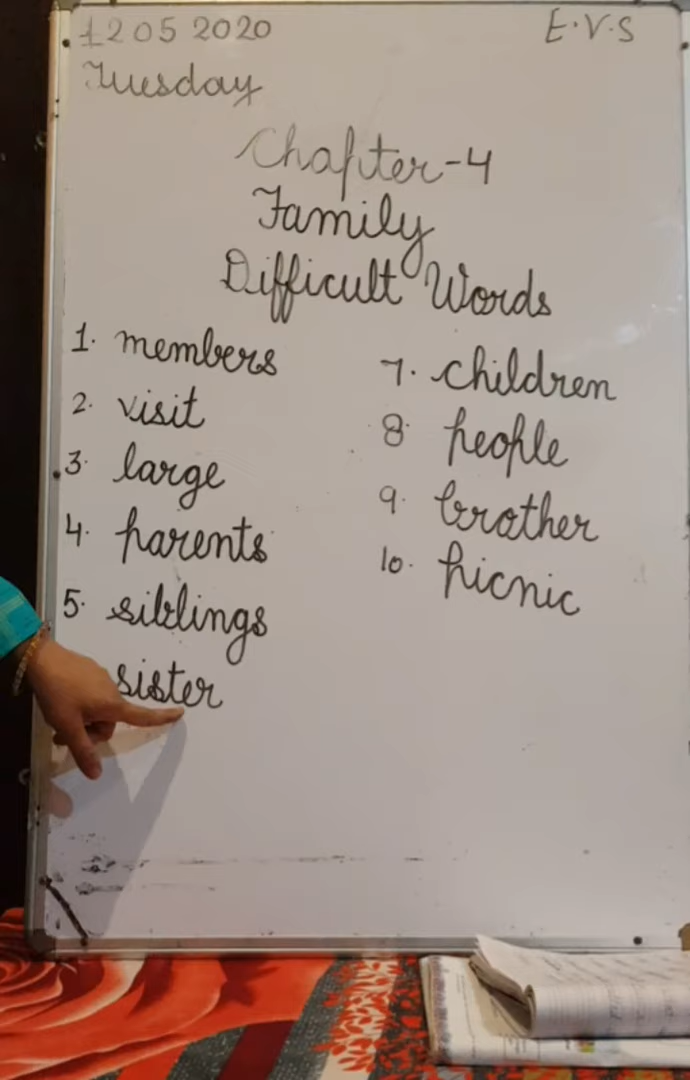 12 05 2020
E.V.S
Tuesday
Chapter-4
Family
Difficult Words
1. members
2. visit
3. large
4. parents
5. siblings
sister
7. children
8. people
9. brother
10. picnic